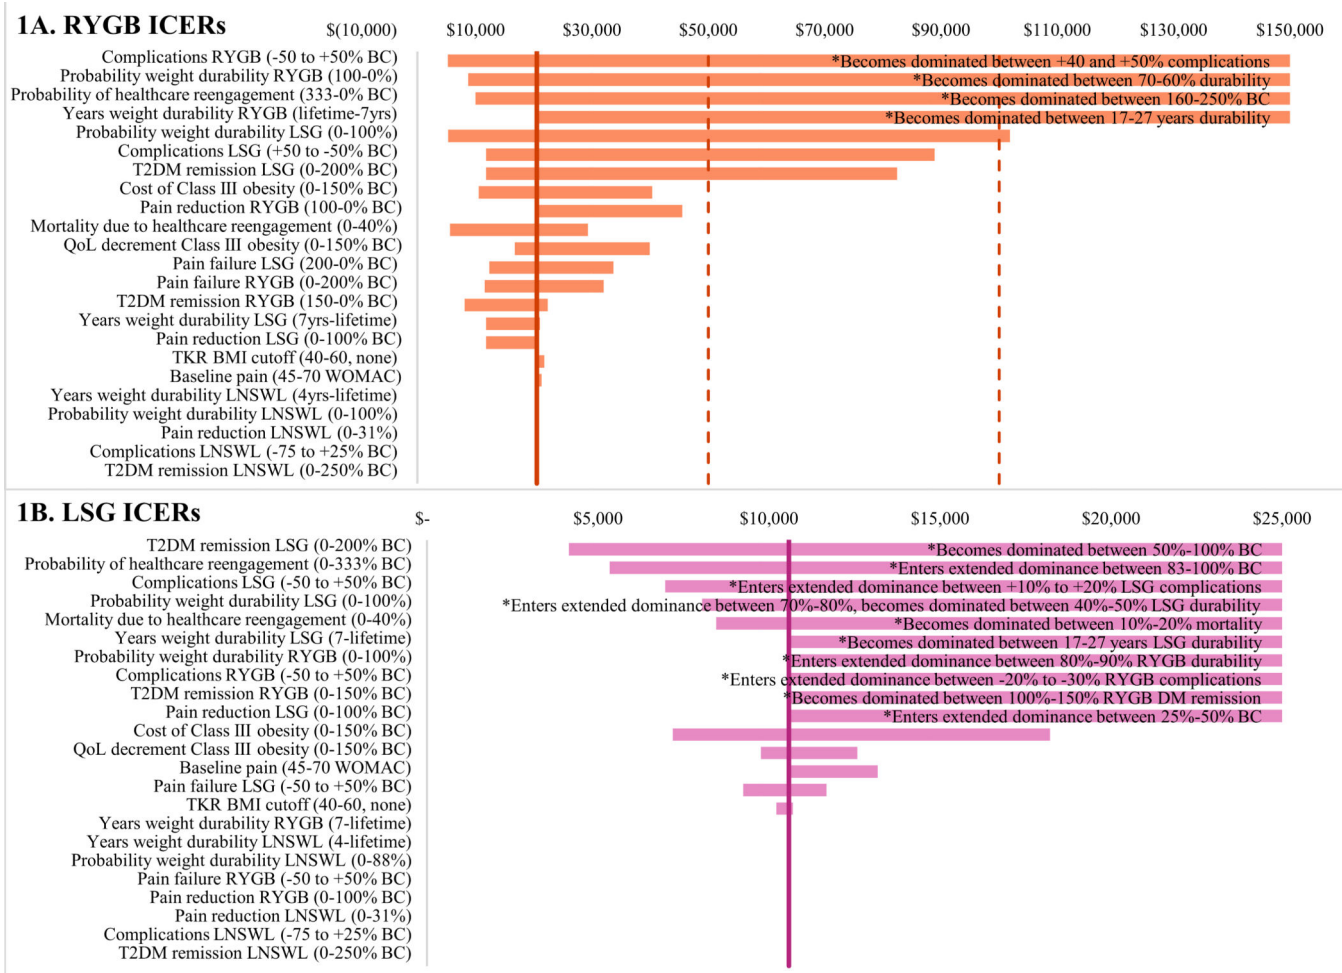 1A. RYGB ICERs
$(10,000) $10,000 $30,000 $50,000 $70,000 $90,000 $110,000 $130,000 $150,000
Complications RYGB (-50 to +50% BC) *Becomes dominated between +40 and +50% complications
Probability weight durability RYGB (100-0%) *Becomes dominated between 70-60% durability
Probability of healthcare reengagement (333-0% BC) *Becomes dominated between 160-250% BC
Years weight durability RYGB (lifetime-7yrs) *Becomes dominated between 17-27 years durability
Probability weight durability LSG (0-100%)
Complications LSG (+50 to -50% BC)
T2DM remission LSG (0-200% BC)
Cost of Class III obesity (0-150% BC)
Pain reduction RYGB (100-0% BC)
Mortality due to healthcare reengagement (0-40%)
QoL decrement Class III obesity (0-150% BC)
Pain failure LSG (200-0% BC)
Pain failure RYGB (0-200% BC)
T2DM remission RYGB (150-0% BC)
Years weight durability LSG (7yrs-lifetime)
Pain reduction LSG (0-100% BC)
TKR BMI cutoff (40-60, none)
Baseline pain (45-70 WOMAC)
Years weight durability LNSWL (4yrs-lifetime)
Probability weight durability LNSWL (0-100%)
Pain reduction LNSWL (0-31%)
Complications LNSWL (-75 to +25% BC)
T2DM remission LNSWL (0-250% BC)
1B. LSG ICERs
$- $5,000 $10,000 $15,000 $20,000 $25,000
T2DM remission LSG (0-200% BC) *Becomes dominated between 50%-100% BC
Probability of healthcare reengagement (0-333% BC) *Enters extended dominance between 83-100% BC
Complications LSG (-50 to +50% BC) *Enters extended dominance between +10% to +20% LSG complications
Probability weight durability LSG (0-100%) *Enters extended dominance between 70%-80%, becomes dominated between 40%-50% LSG durability
Mortality due to healthcare reengagement (0-40%) *Becomes dominated between 10%-20% mortality
Years weight durability LSG (7-lifetime) *Becomes dominated between 17-27 years LSG durability
Probability weight durability RYGB (0-100%) *Enters extended dominance between 80%-90% RYGB durability
Complications RYGB (-50 to +50% BC) *Enters extended dominance between -20% to -30% RYGB complications
T2DM remission RYGB (0-150% BC) *Becomes dominated between 100%-150% RYGB DM remission
Pain reduction LSG (0-100% BC) *Enters extended dominance between 25%-50% BC
Cost of Class III obesity (0-150% BC)
QoL decrement Class III obesity (0-150% BC)
Baseline pain (45-70 WOMAC)
Pain failure LSG (-50 to +50% BC)
TKR BMI cutoff (40-60, none)
Years weight durability RYGB (7-lifetime)
Years weight durability LNSWL (4-lifetime)
Probability weight durability LNSWL (0-88%)
Pain failure RYGB (-50 to +50% BC)
Pain reduction RYGB (0-100% BC)
Pain reduction LNSWL (0-31%)
Complications LNSWL (-75 to +25% BC)
T2DM remission LNSWL (0-250% BC)